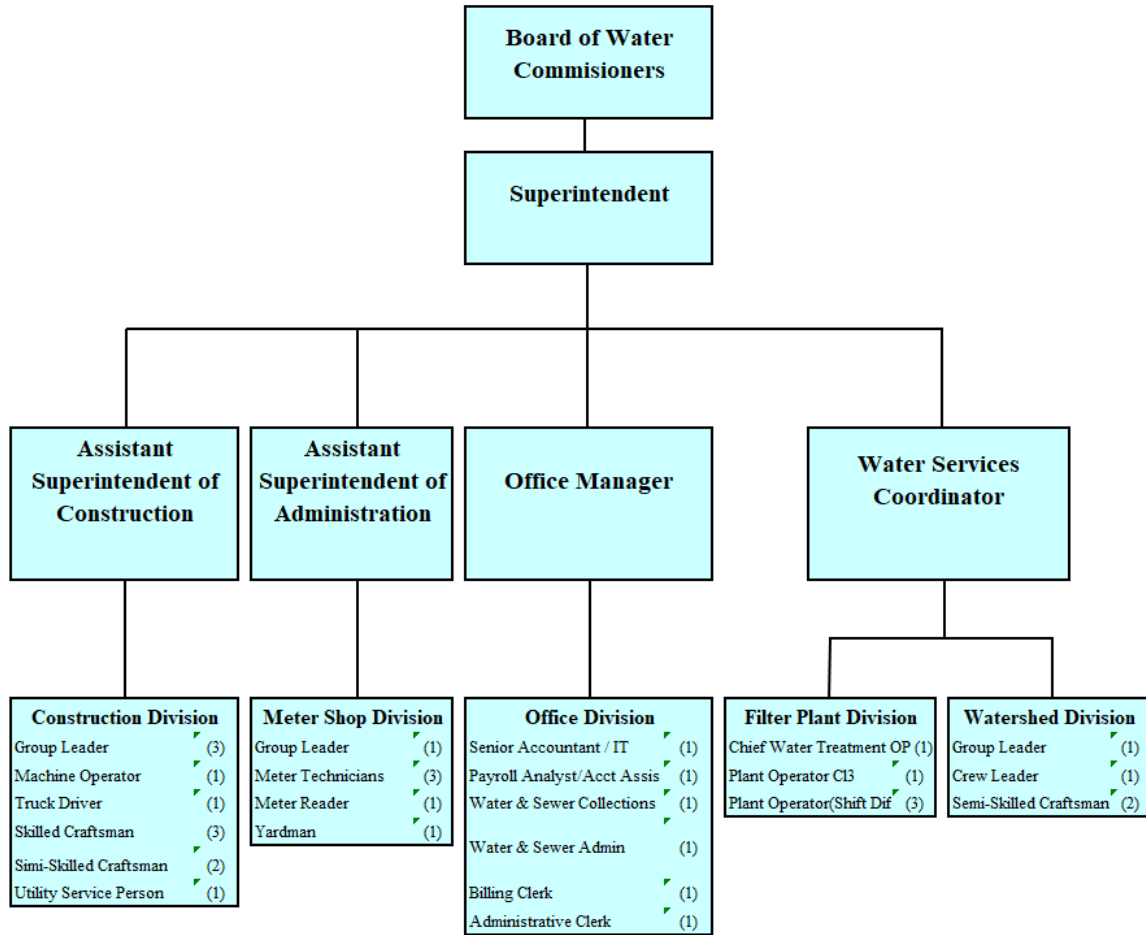 Board of Water
Commisioners
Superintendent
Assistant
Superintendent of
Construction
Assistant
Superintendent of
Administration
Office Manager
Water Services
Coordinator
Construction Division
Group Leader (3)
Machine Operator (1)
Truck Driver (1)
Skilled Craftsman (3)
Simi-Skilled Craftsman (2)
Utility Service Person (1)
Meter Shop Division
Group Leader (1)
Meter Technicians (3)
Meter Reader (1)
Yardman (1)
Office Division
Senior Accountant / IT (1)
Payroll Analyst/Acct Assis (1)
Water & Sewer Collections (1)
Water & Sewer Admin (1)
Billing Clerk (1)
Administrative Clerk (1)
Filter Plant Division
Chief Water Treatment OP (1)
Plant Operator Cl3 (1)
Plant Operator(Shift Dif (3)
Watershed Division
Group Leader (1)
Crew Leader (1)
Semi-Skilled Craftsman (2)